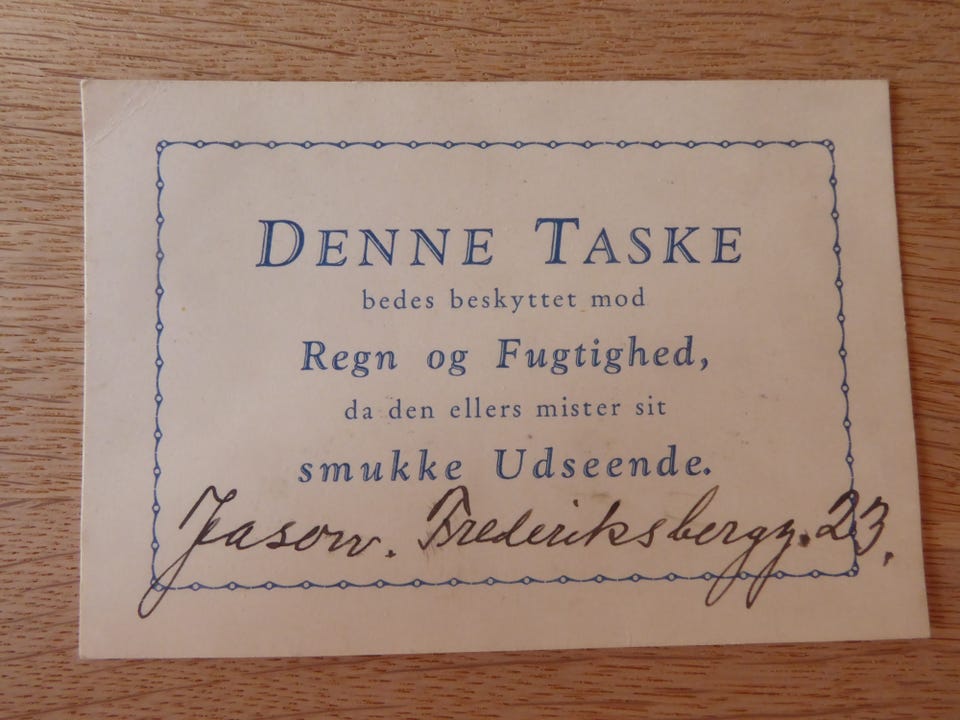 DENNE TASKE
bedes beskyttet mod
Regn og Fugtighed,
da den ellers mister sit
smukke Udseende.
Jason. Frederiksbergg. 23.